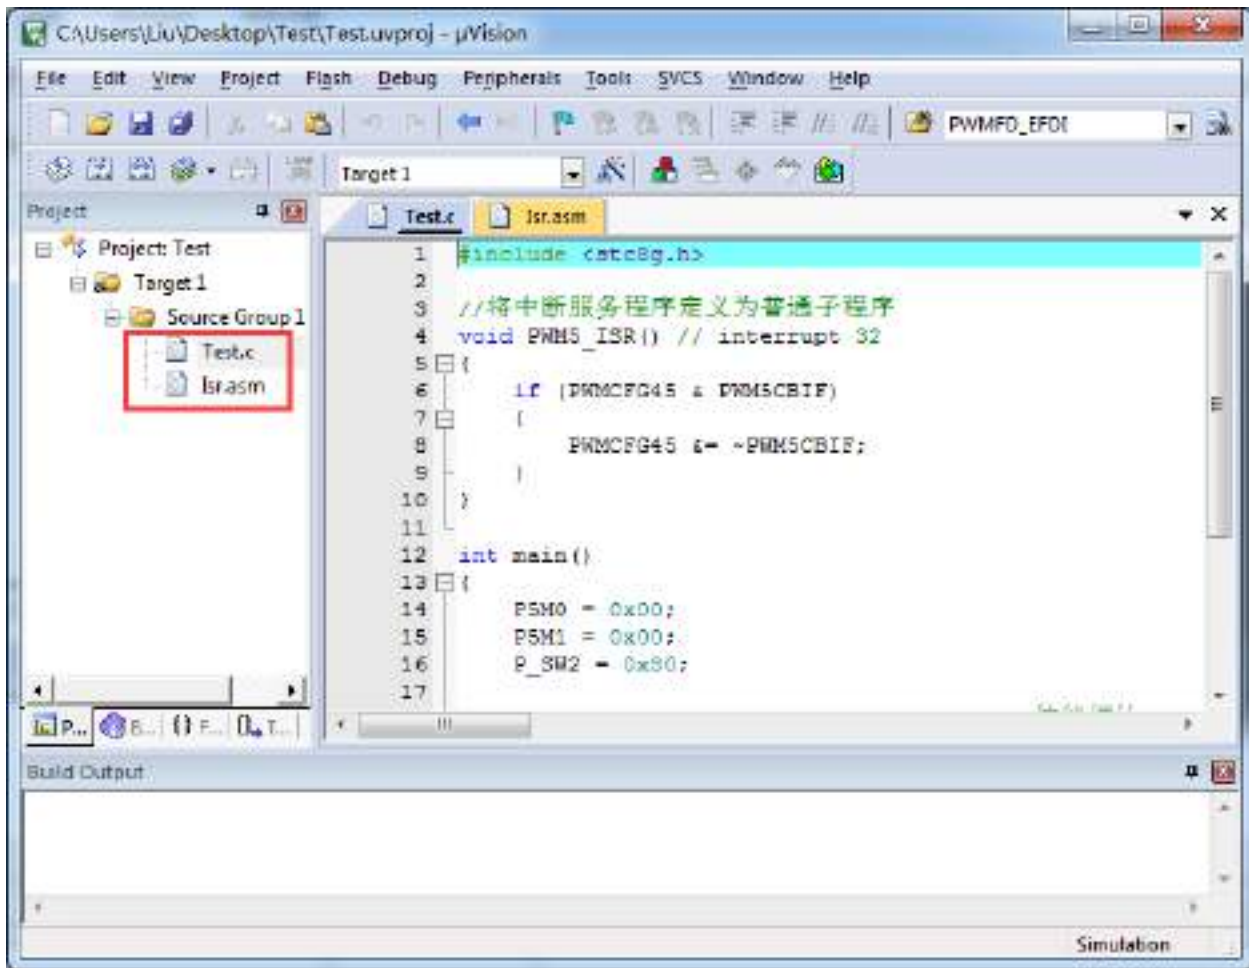 C:\Users\Liu\Desktop\Test\Test.uvproj - µVision
File Edit View Project Flash Debug Peripherals Tools SVCS Window Help
PWMFD_EFDI
Target 1
Project
Test.c Isr.asm
Project: Test
Target 1
Source Group 1
Test.c
Isr.asm
1 #include <stc8g.h>
2
3 //将中断服务程序定义为普通子程序
4 void PWM5_ISR() // interrupt 32
5 {
6 if (PWMCFG45 & PWM5CBIF)
7 {
8 PWMCFG45 &= ~PWM5CBIF;
9 }
10 }
11
12 int main()
13 {
14 P5M0 = 0x00;
15 P5M1 = 0x00;
16 P_SW2 = 0x80;
17
P... B... {} F... T...
Build Output
Simulation